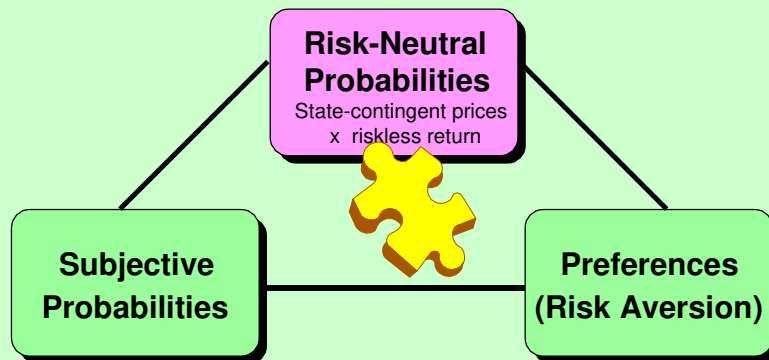 Risk-Neutral
Probabilities
State-contingent prices
x riskless return
Subjective
Probabilities
Preferences
(Risk Aversion)